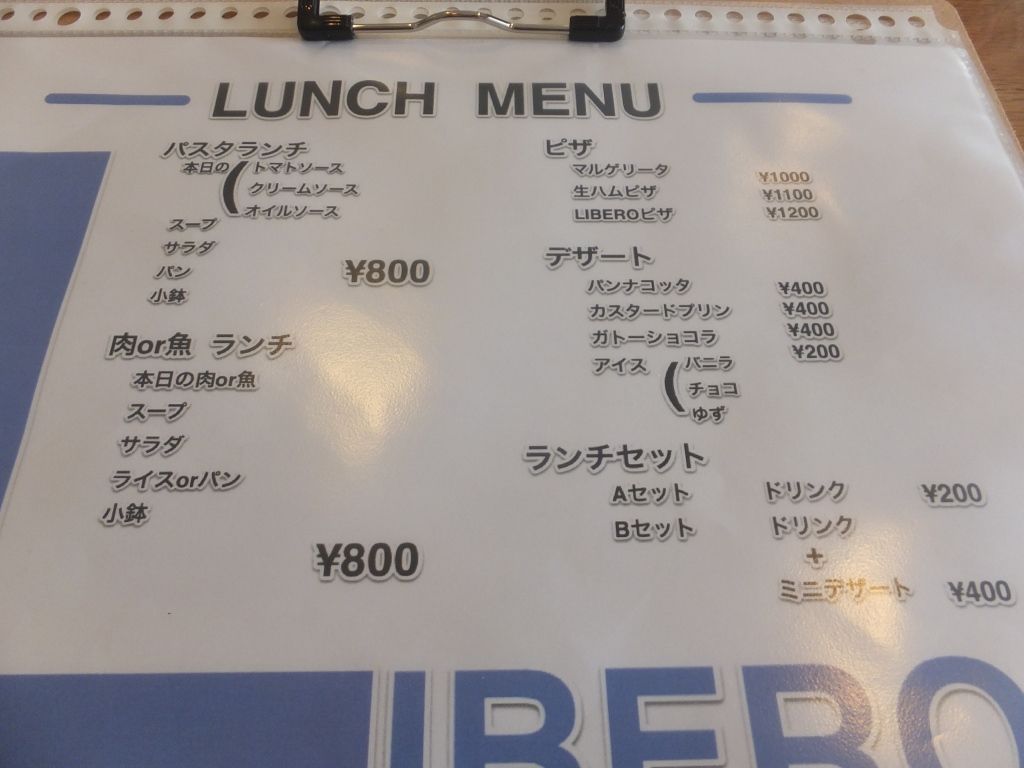 LUNCH MENU
パスタランチ
本日の トマトソース
クリームソース
オイルソース
スープ
サラダ
パン
小鉢
¥800
肉or魚 ランチ
本日の肉or魚
スープ
サラダ
ライスorパン
小鉢
¥800
ピザ
マルゲリータ ¥1000
生ハムピザ ¥1100
LIBEROピザ ¥1200
デザート
パンナコッタ ¥400
カスタードプリン ¥400
ガトーショコラ ¥400
アイス バニラ ¥200
チョコ
ゆず
ランチセット
Aセット ドリンク ¥200
Bセット ドリンク
+
ミニデザート ¥400
LIBERO